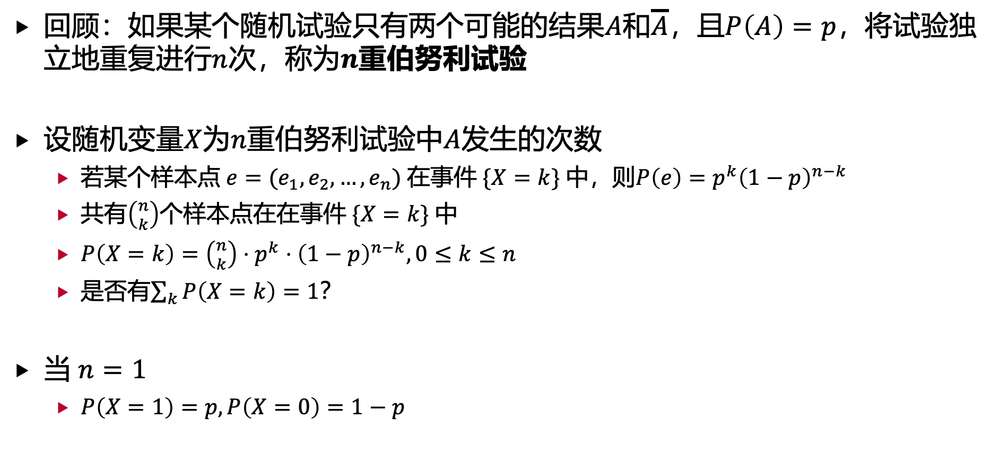 ▶ 回顾：如果某个随机试验只有两个可能的结果$A$和$\overline{A}$，且$P(A) = p$，将试验独
立地重复进行$n$次，称为$n$重伯努利试验
▶ 设随机变量$X$为$n$重伯努利试验中$A$发生的次数
▶ 若某个样本点 $e = (e_1, e_2, \ldots, e_n)$ 在事件 $\{X = k\}$ 中，则$P(e) = p^k(1 - p)^{n-k}$
▶ 共有$\binom{n}{k}$个样本点在在事件 $\{X = k\}$ 中
▶ $P(X = k) = \binom{n}{k} \cdot p^k \cdot (1 - p)^{n-k}, 0 \leq k \leq n$
▶ 是否有$\sum_k P(X = k) = 1$?
▶ 当 $n = 1$
▶ $P(X = 1) = p, P(X = 0) = 1 - p$